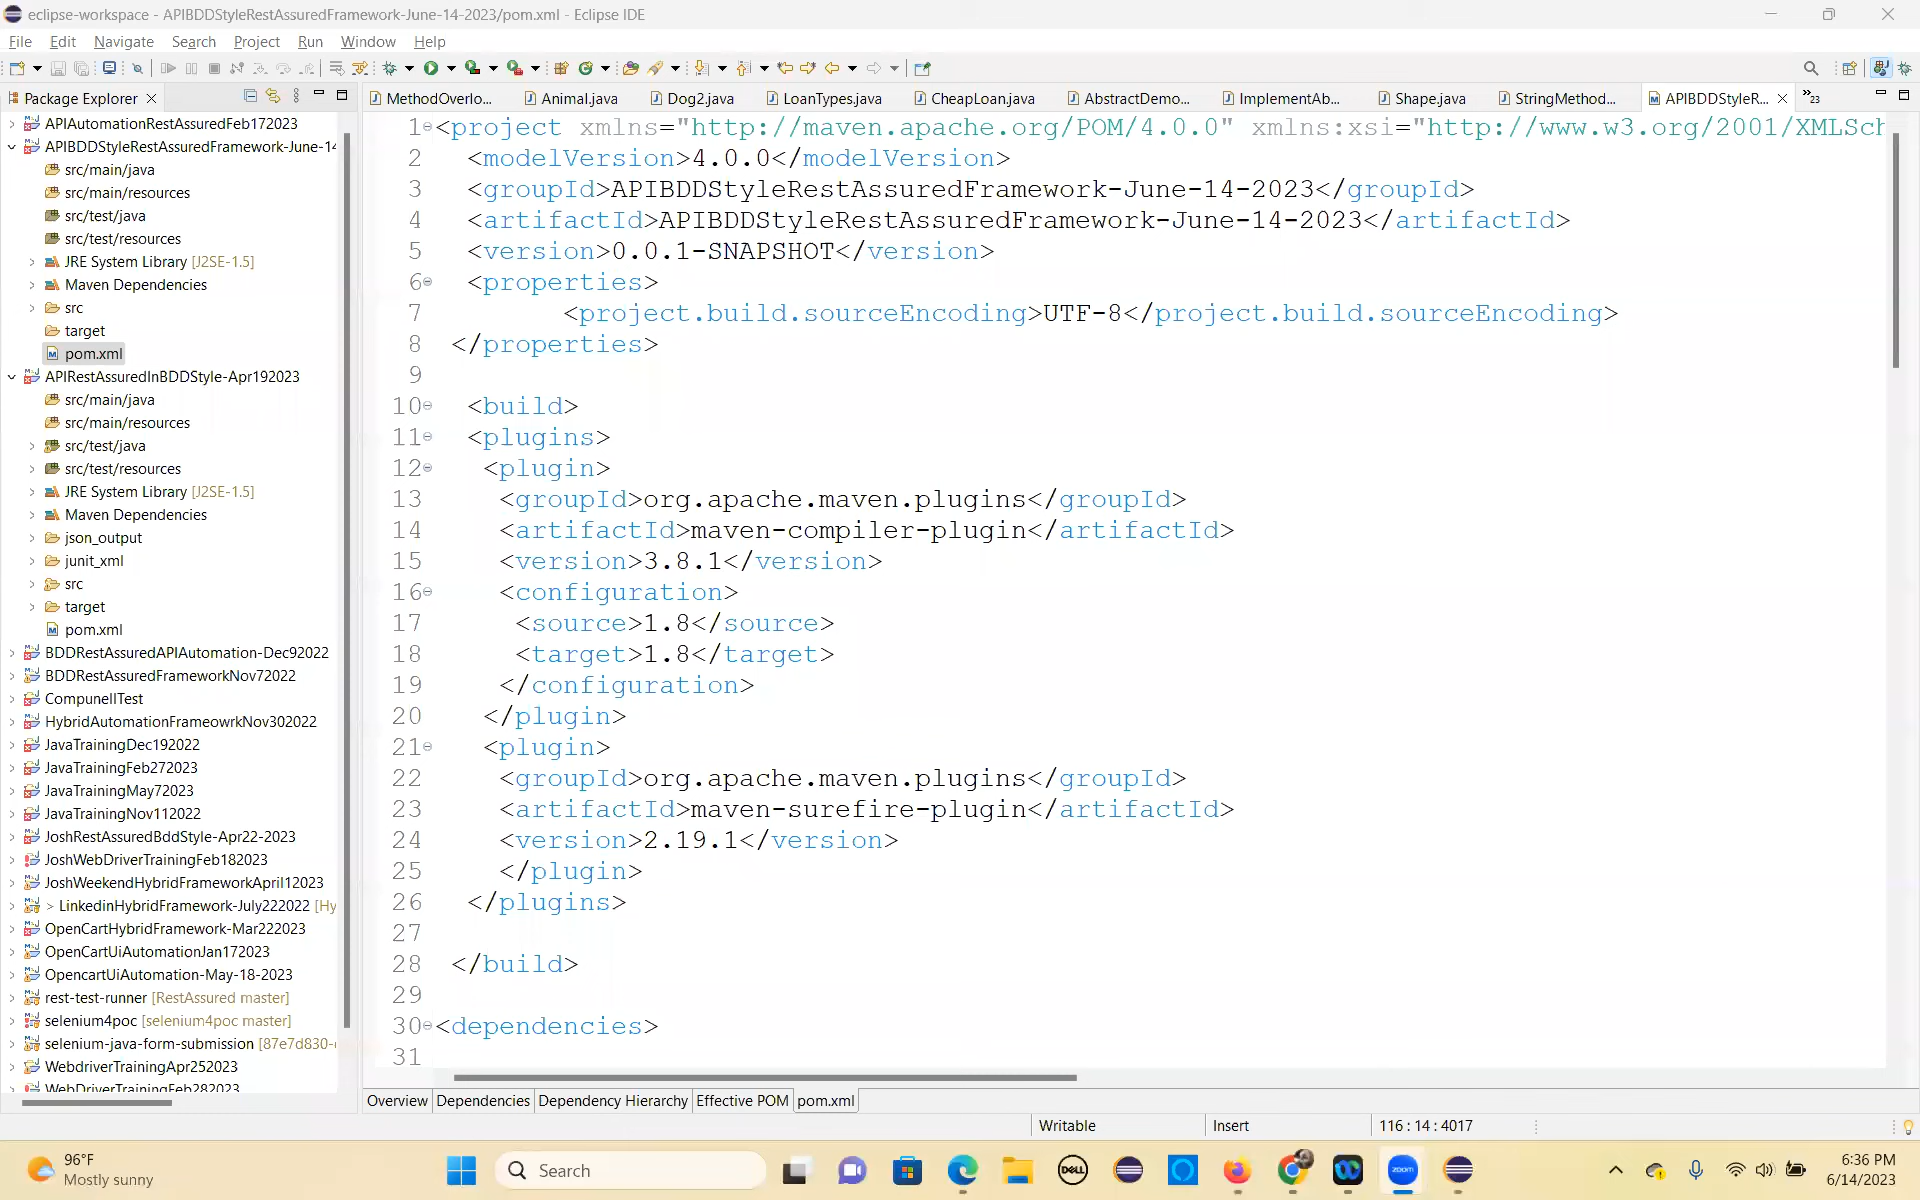 eclipse-workspace - APIBDDStyleRestAssuredFramework-June-14-2023/pom.xml - Eclipse IDE
File Edit Navigate Search Project Run Window Help
Package Explorer
MethodOverlo... Animal.java Dog2.java LoanTypes.java CheapLoan.java AbstractDemo... ImplementAb... Shape.java StringMethod... APIBDDStyleR... »23
APIAutomationRestAssuredFeb172023
APIBDDStyleRestAssuredFramework-June-14
src/main/java
src/main/resources
src/test/java
src/test/resources
JRE System Library [J2SE-1.5]
Maven Dependencies
src
target
pom.xml
APIRestAssuredInBDDStyle-Apr192023
src/main/java
src/main/resources
src/test/java
src/test/resources
JRE System Library [J2SE-1.5]
Maven Dependencies
json_output
junit_xml
src
target
pom.xml
BDDRestAssuredAPIAutomation-Dec92022
BDDRestAssuredFrameworkNov72022
CompunellTest
HybridAutomationFrameowrkNov302022
JavaTrainingDec192022
JavaTrainingFeb272023
JavaTrainingMay72023
JavaTrainingNov112022
JoshRestAssuredBddStyle-Apr22-2023
JoshWebDriverTrainingFeb182023
JoshWeekendHybridFrameworkApril12023
> LinkedinHybridFramework-July222022 [Hy
OpenCartHybridFramework-Mar222023
OpenCartUiAutomationJan172023
OpencartUiAutomation-May-18-2023
rest-test-runner [RestAssured master]
selenium4poc [selenium4poc master]
selenium-java-form-submission [87e7d830-
WebdriverTrainingApr252023
WebDriverTrainingFeb282023
1 <project xmlns="http://maven.apache.org/POM/4.0.0" xmlns:xsi="http://www.w3.org/2001/XMLSch
2 <modelVersion>4.0.0</modelVersion>
3 <groupId>APIBDDStyleRestAssuredFramework-June-14-2023</groupId>
4 <artifactId>APIBDDStyleRestAssuredFramework-June-14-2023</artifactId>
5 <version>0.0.1-SNAPSHOT</version>
6 <properties>
7 <project.build.sourceEncoding>UTF-8</project.build.sourceEncoding>
8 </properties>
9
10 <build>
11 <plugins>
12 <plugin>
13 <groupId>org.apache.maven.plugins</groupId>
14 <artifactId>maven-compiler-plugin</artifactId>
15 <version>3.8.1</version>
16 <configuration>
17 <source>1.8</source>
18 <target>1.8</target>
19 </configuration>
20 </plugin>
21 <plugin>
22 <groupId>org.apache.maven.plugins</groupId>
23 <artifactId>maven-surefire-plugin</artifactId>
24 <version>2.19.1</version>
25 </plugin>
26 </plugins>
27
28 </build>
29
30 <dependencies>
31
Overview Dependencies Dependency Hierarchy Effective POM pom.xml
Writable Insert 116 : 14 : 4017
96°F
Mostly sunny
Search
DELL
zoom
6:36 PM
6/14/2023